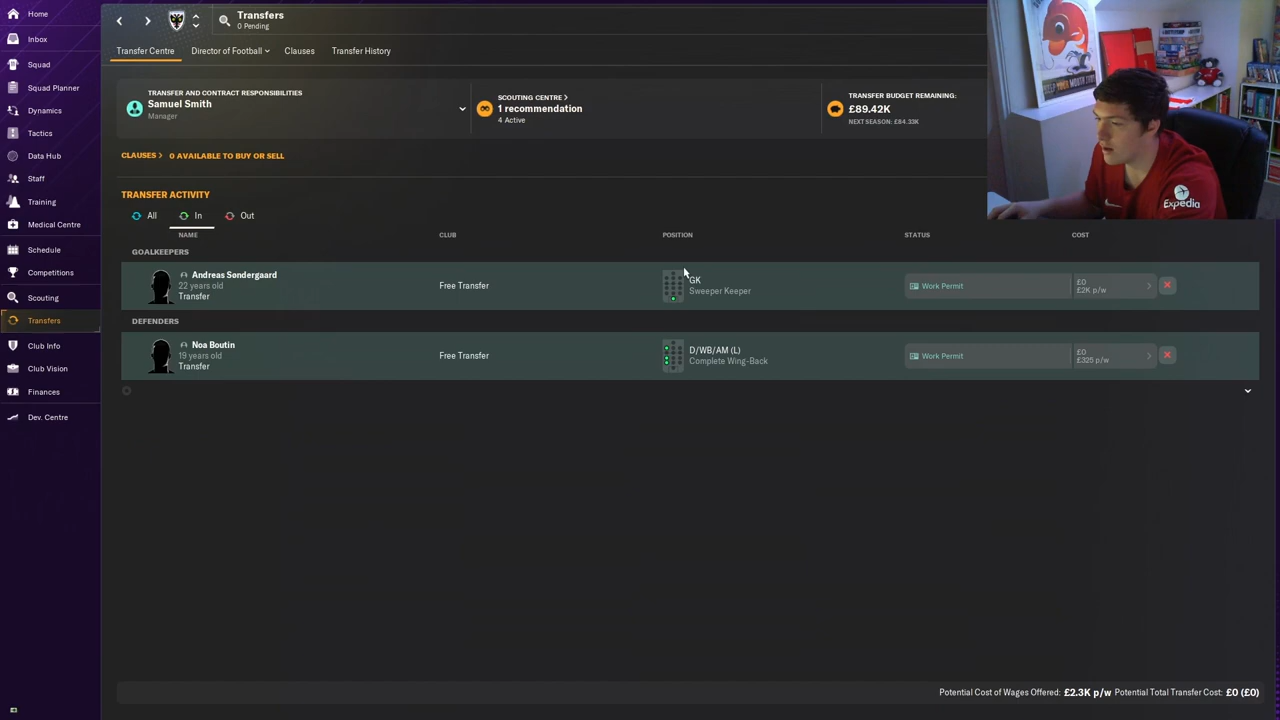 Home
Inbox
Squad
Squad Planner
Dynamics
Tactics
Data Hub
Staff
Training
Medical Centre
Schedule
Competitions
Scouting
Transfers
Club Info
Club Vision
Finances
Dev. Centre
Transfers
0 Pending
Transfer Centre
Director of Football
Clauses
Transfer History
TRANSFER AND CONTRACT RESPONSIBILITIES
Samuel Smith
Manager
SCOUTING CENTRE >
1 recommendation
4 Active
TRANSFER BUDGET REMAINING:
£89.42K
NEXT SEASON: £84.33K
CLAUSES > 0 AVAILABLE TO BUY OR SELL
TRANSFER ACTIVITY
All In Out
NAME CLUB POSITION STATUS COST
GOALKEEPERS
Andreas Søndergaard
22 years old
Transfer
Free Transfer
GK
Sweeper Keeper
Work Permit
£0
£2K p/w
DEFENDERS
Noa Boutin
19 years old
Transfer
Free Transfer
D/WB/AM (L)
Complete Wing-Back
Work Permit
£0
£325 p/w
Potential Cost of Wages Offered: £2.3K p/w Potential Total Transfer Cost: £0 (£0)
Expedia